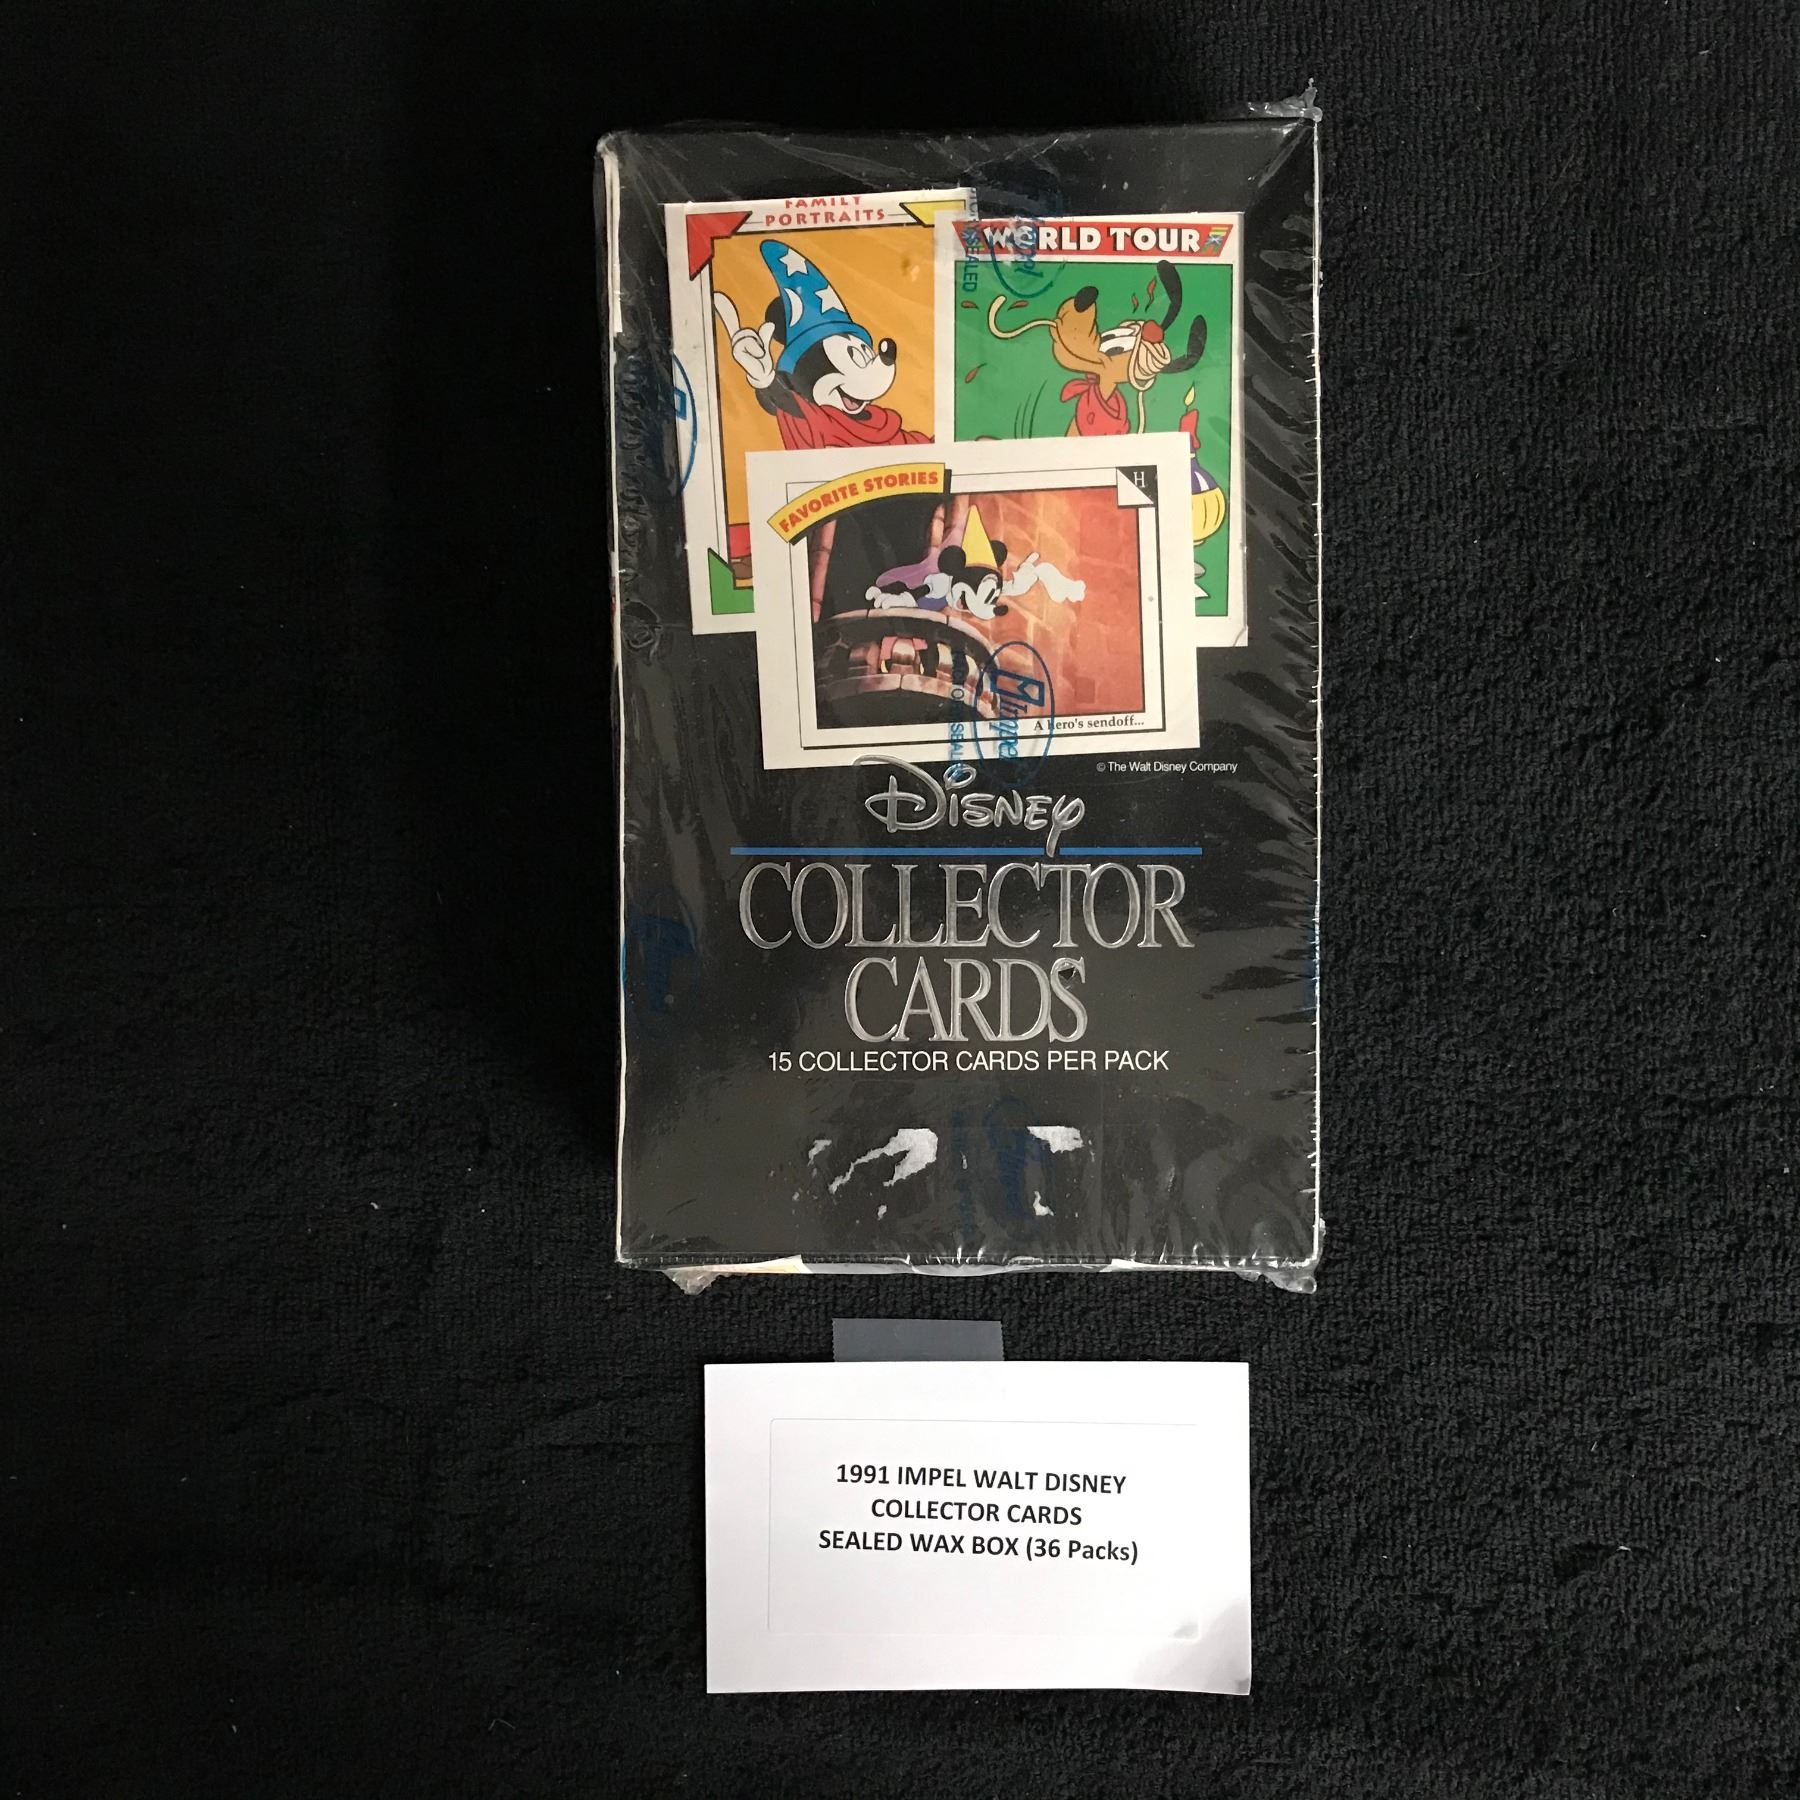 FAMILY
PORTRAITS
WORLD TOUR
FAVORITE STORIES
H
A hero's sendoff...
Impel
© The Walt Disney Company
Disney
COLLECTOR
CARDS
15 COLLECTOR CARDS PER PACK
1991 IMPEL WALT DISNEY
COLLECTOR CARDS
SEALED WAX BOX (36 Packs)